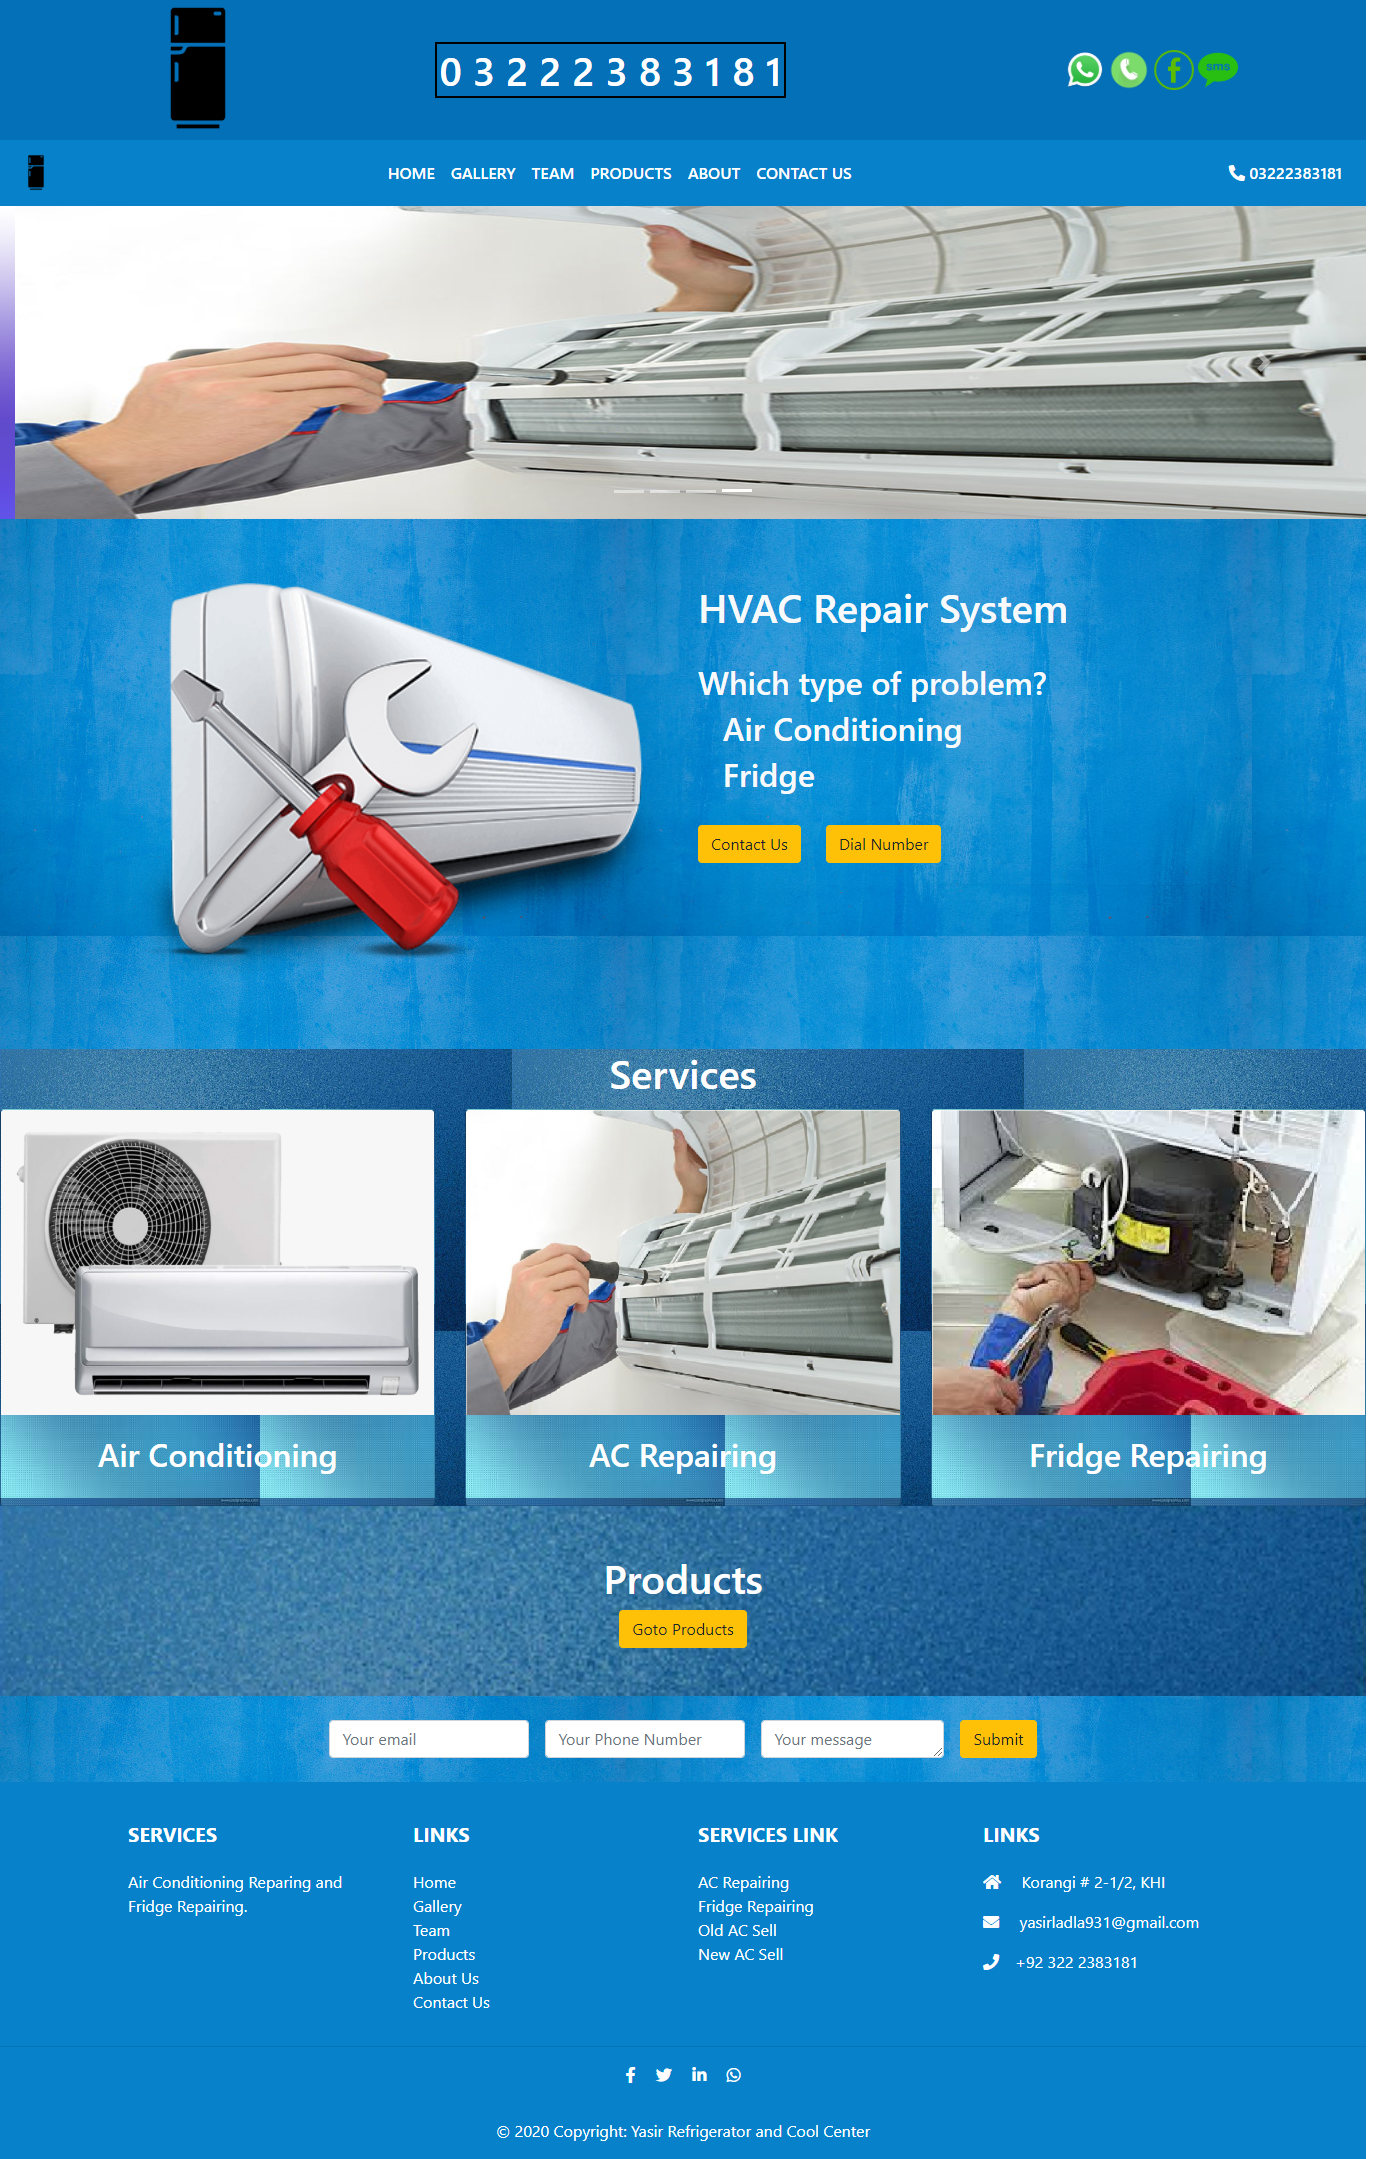 03222383181
sms
HOME GALLERY TEAM PRODUCTS ABOUT CONTACT US
03222383181
HVAC Repair System
Which type of problem?
Air Conditioning
Fridge
Contact Us Dial Number
Services
Air Conditioning
AC Repairing
Fridge Repairing
Products
Goto Products
Your email Your Phone Number Your message Submit
SERVICES
Air Conditioning Reparing and
Fridge Repairing.
LINKS
Home
Gallery
Team
Products
About Us
Contact Us
SERVICES LINK
AC Repairing
Fridge Repairing
Old AC Sell
New AC Sell
LINKS
Korangi # 2-1/2, KHI
yasirladla931@gmail.com
+92 322 2383181
© 2020 Copyright: Yasir Refrigerator and Cool Center